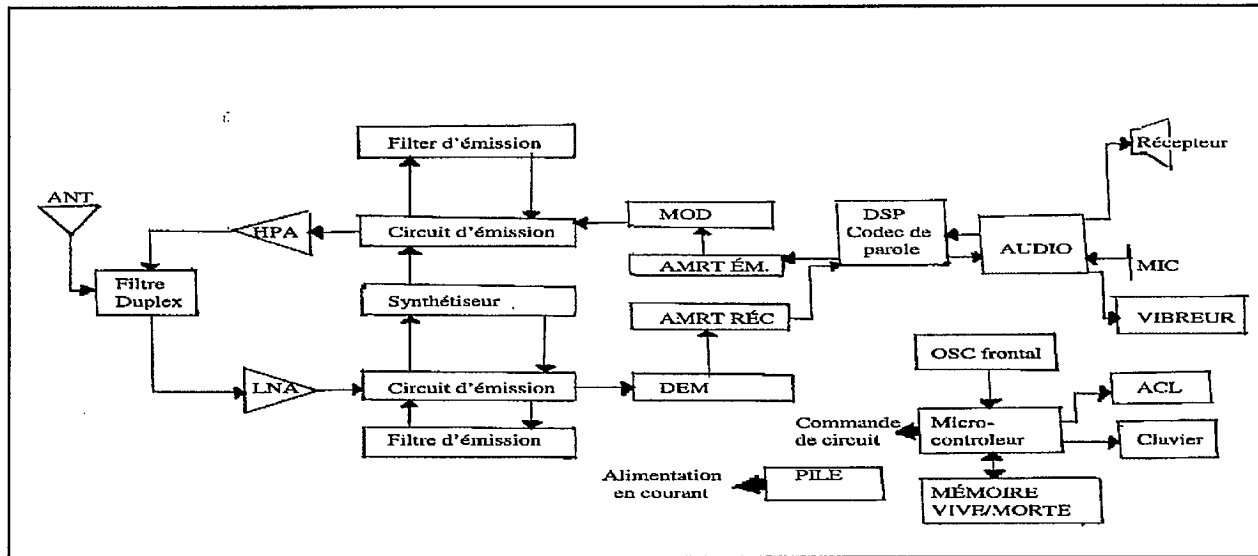 Filter d'émission
Récepteur
ANT
HPA
Circuit d'émission
MOD
DSP
Codec de
parole
AUDIO
MIC
AMRT ÉM.
Filtre
Duplex
Synthétiseur
AMRT RÉC
VIBREUR
OSC frontal
LNA
Circuit d'émission
DEM
ACL
Commande
de circuit
Micro-
controleur
Cluvier
Filtre d'émission
Alimentation
en courant
PILE
MÉMOIRE
VIVE/MORTE